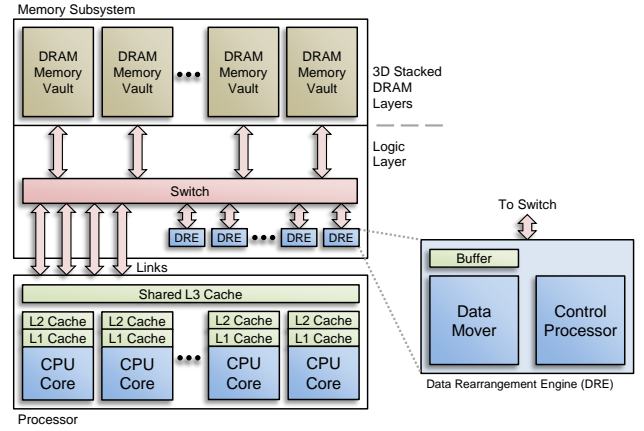 Memory Subsystem
DRAM
Memory
Vault
DRAM
Memory
Vault
DRAM
Memory
Vault
DRAM
Memory
Vault
3D Stacked
DRAM
Layers
Logic
Layer
Switch
DRE
DRE
DRE
DRE
Links
Shared L3 Cache
L2 Cache
L1 Cache
CPU
Core
L2 Cache
L1 Cache
CPU
Core
L2 Cache
L1 Cache
CPU
Core
L2 Cache
L1 Cache
CPU
Core
Processor
To Switch
Buffer
Data
Mover
Control
Processor
Data Rearrangement Engine (DRE)